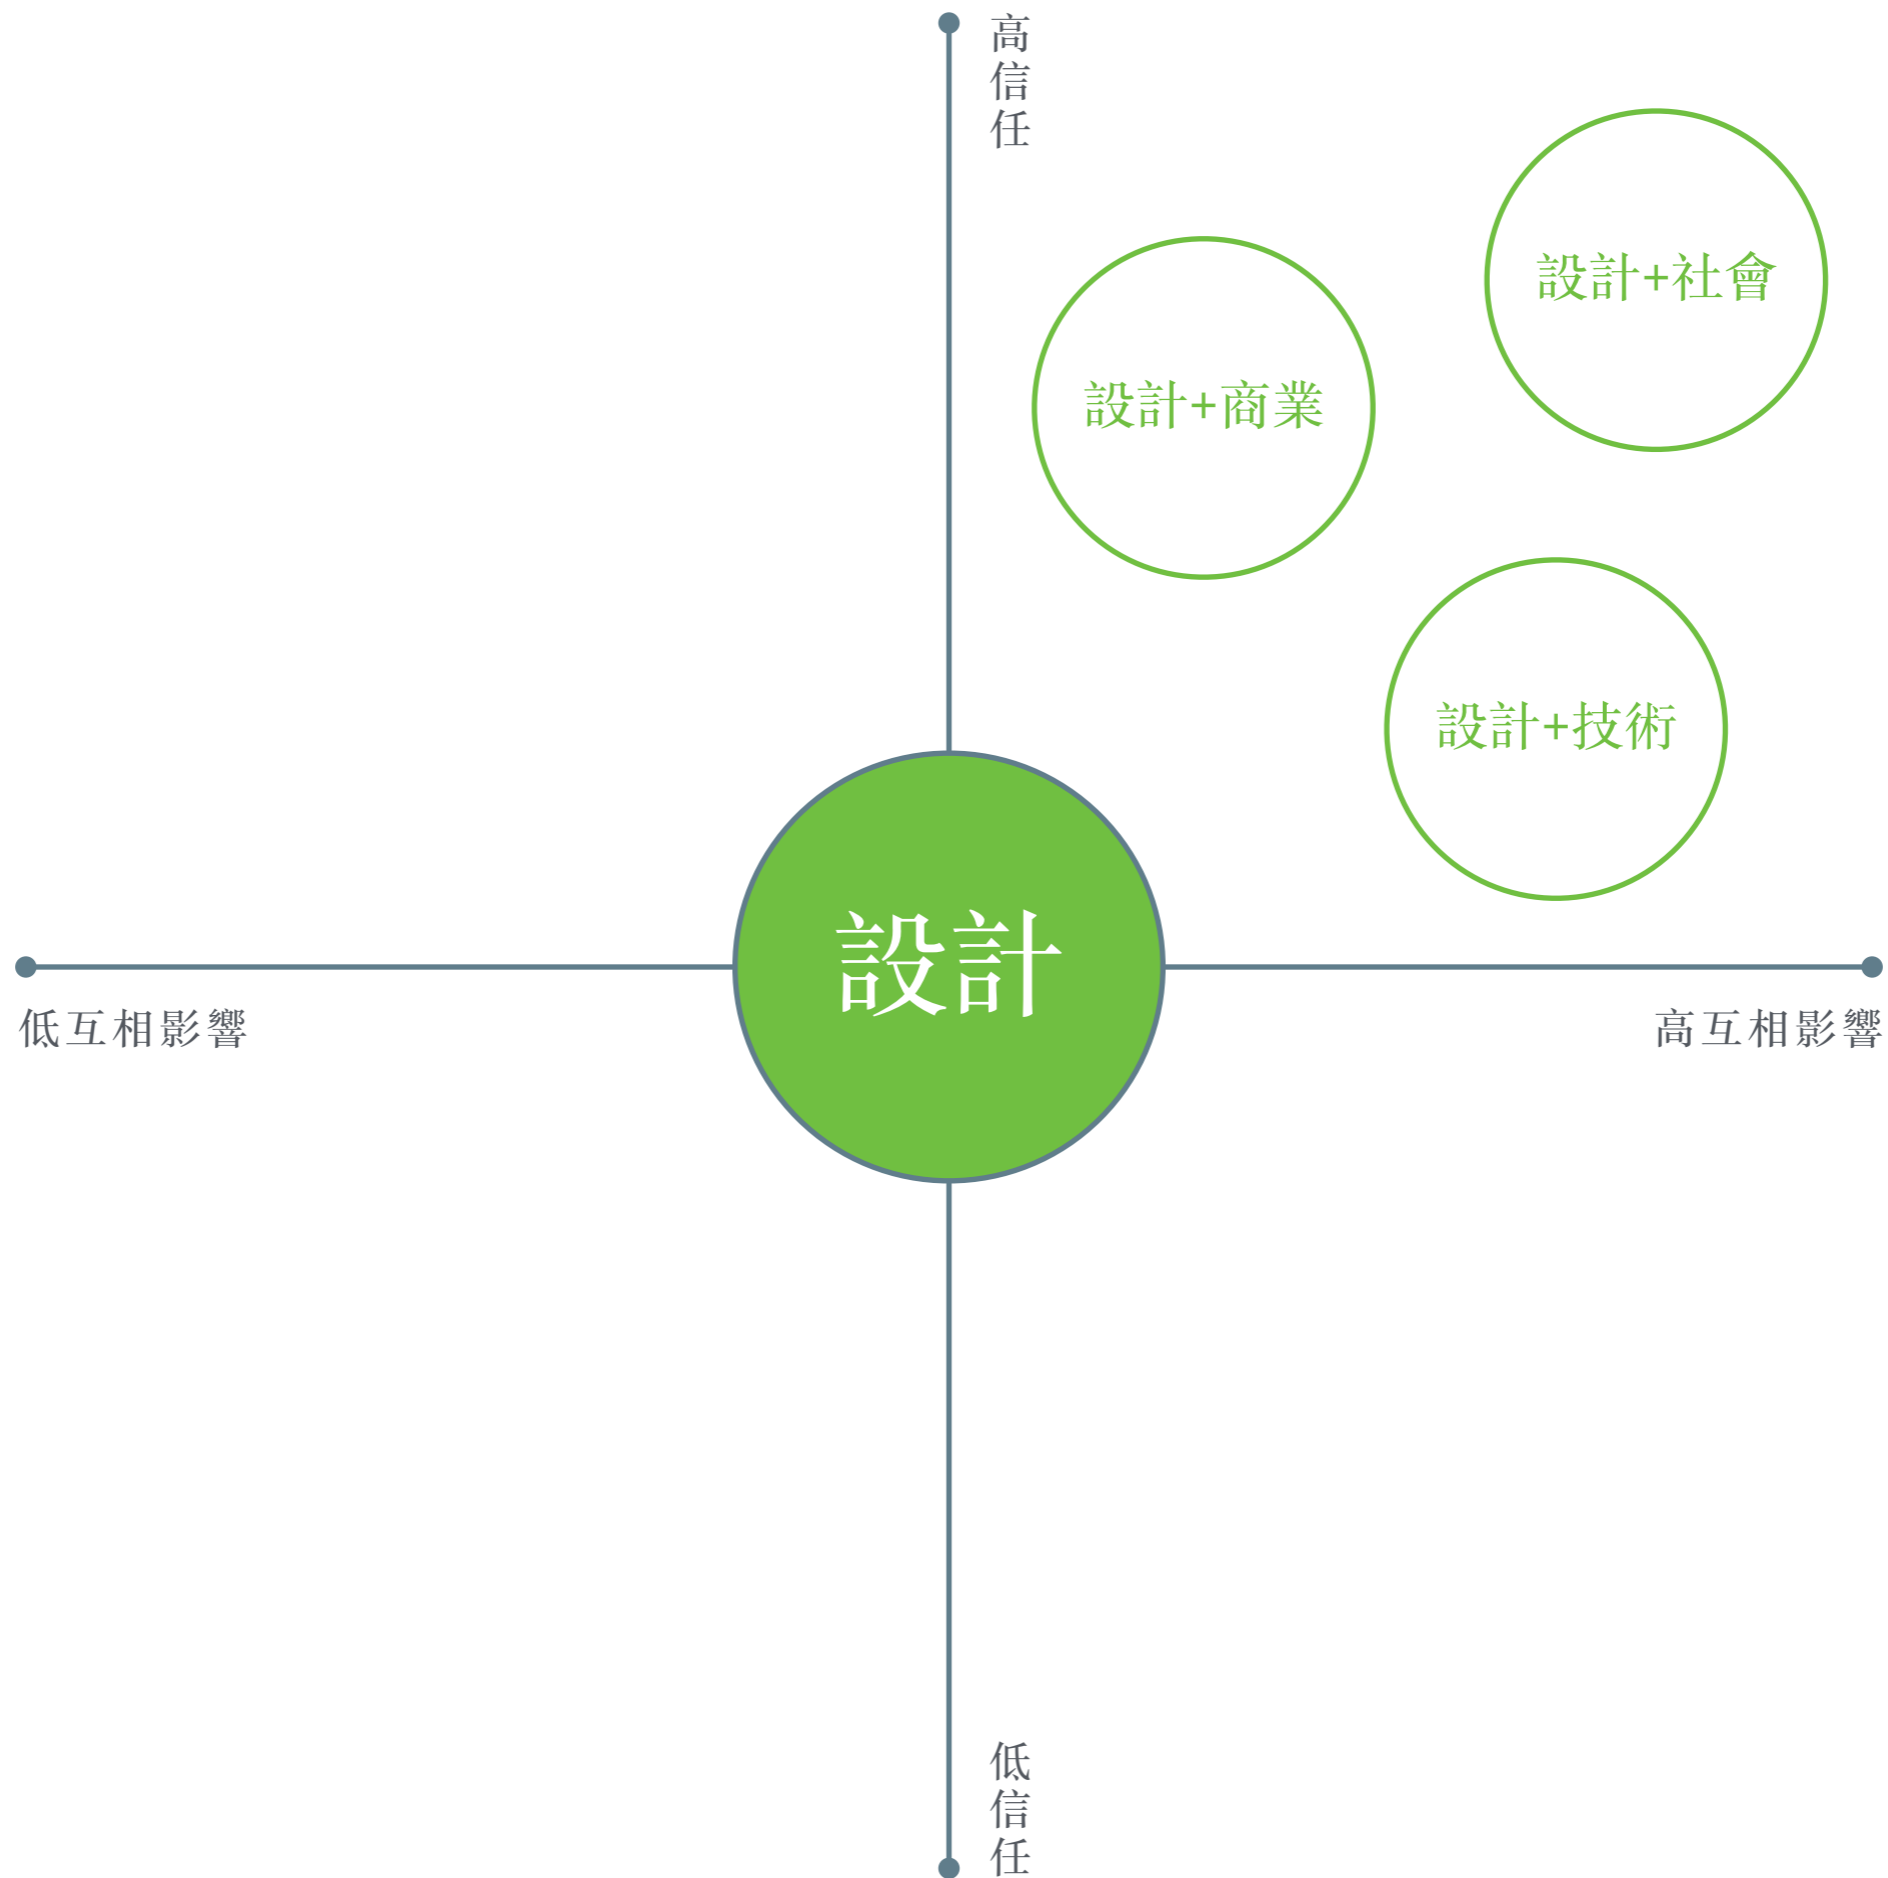 高信任
設計+社會
設計+商業
設計+技術
設計
低互相影響
高互相影響
低信任